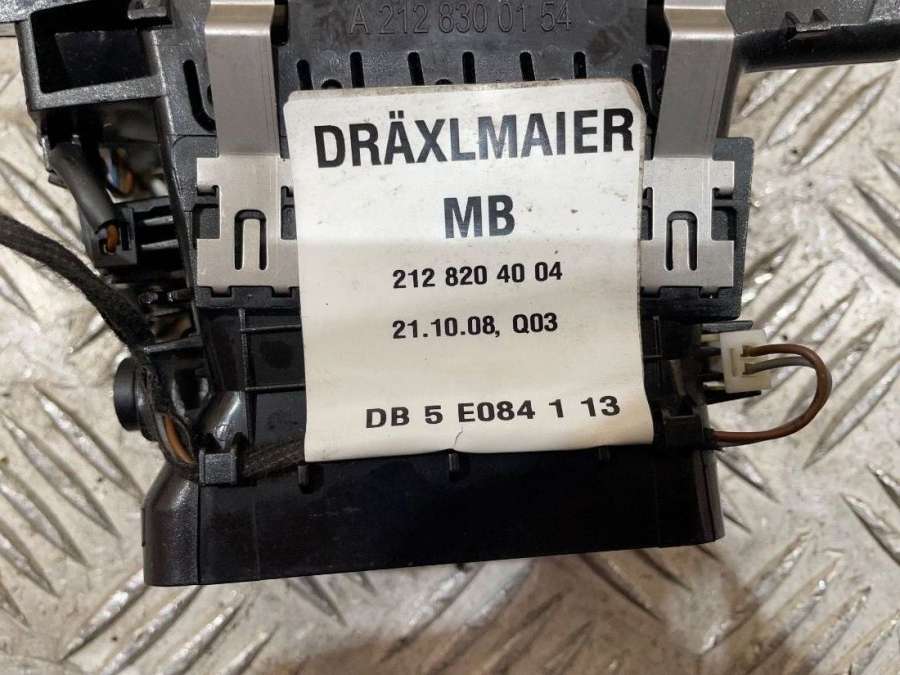 A 212 830 01 54
DRÄXLMAIER
MB
212 820 40 04
21.10.08, Q03
DB 5 E084 1 13